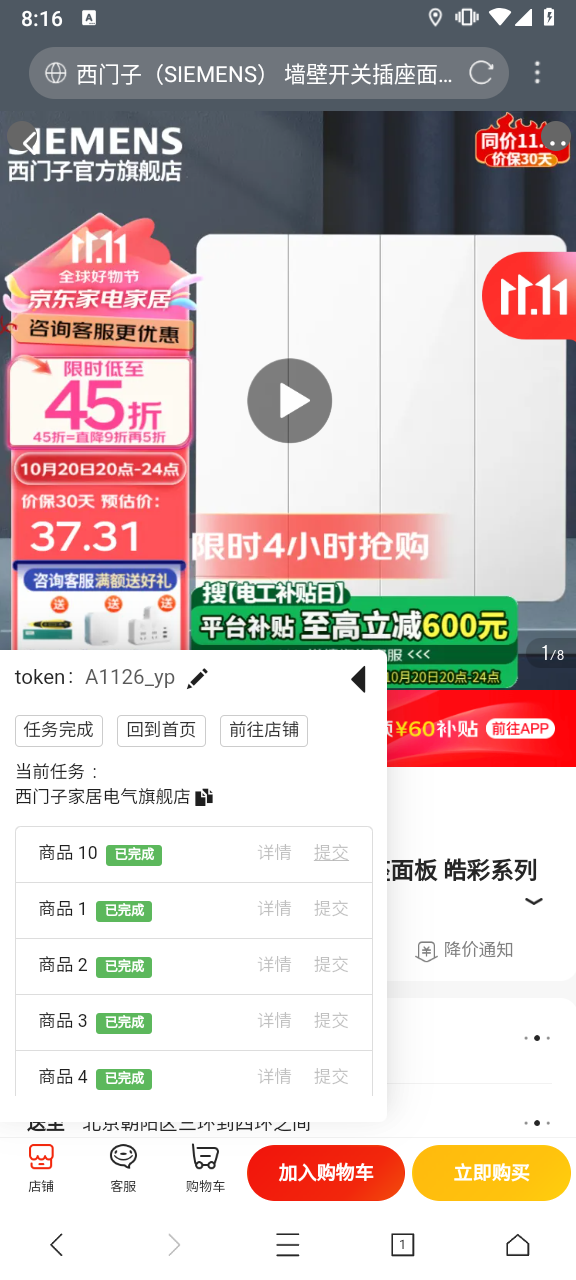 8:16
西门子（SIEMENS） 墙壁开关插座面...
SIEMENS
西门子官方旗舰店
同价11.
价保30天
11.11
全球好物节
京东家电家居
咨询客服更优惠
限时低至
45折
45折=直降9折再5折
10月20日20点-24点
价保30天 预估价:
37.31
咨询客服满额送好礼
送 送 送
11.11
限时4小时抢购
搜【电工补贴日】
平台补贴 至高立减600元
服 <<<
10月20日20点-24点
1/8
token： A1126_yp
¥60补贴 前往APP
任务完成 回到首页 前往店铺
当前任务：
西门子家居电气旗舰店
商品 10 已完成 详情 提交
商品 1 已完成 详情 提交
商品 2 已完成 详情 提交
商品 3 已完成 详情 提交
商品 4 已完成 详情 提交
面板 皓彩系列
降价通知
送至 北京朝阳区三环到四环之间
店铺 客服 购物车 加入购物车 立即购买
1